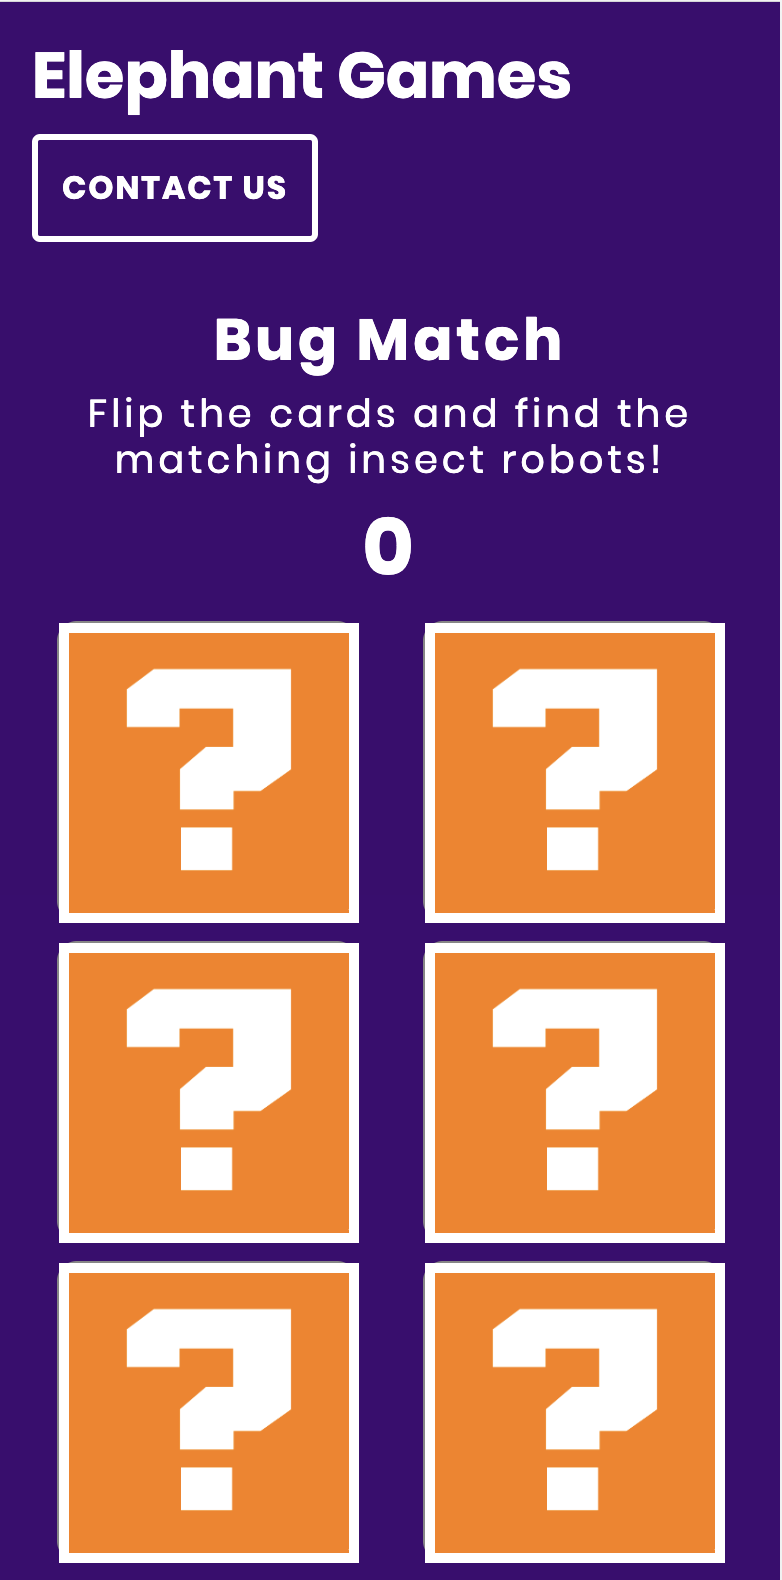 Elephant Games
CONTACT US
Bug Match
Flip the cards and find the
matching insect robots!
0
? ?
? ?
? ?